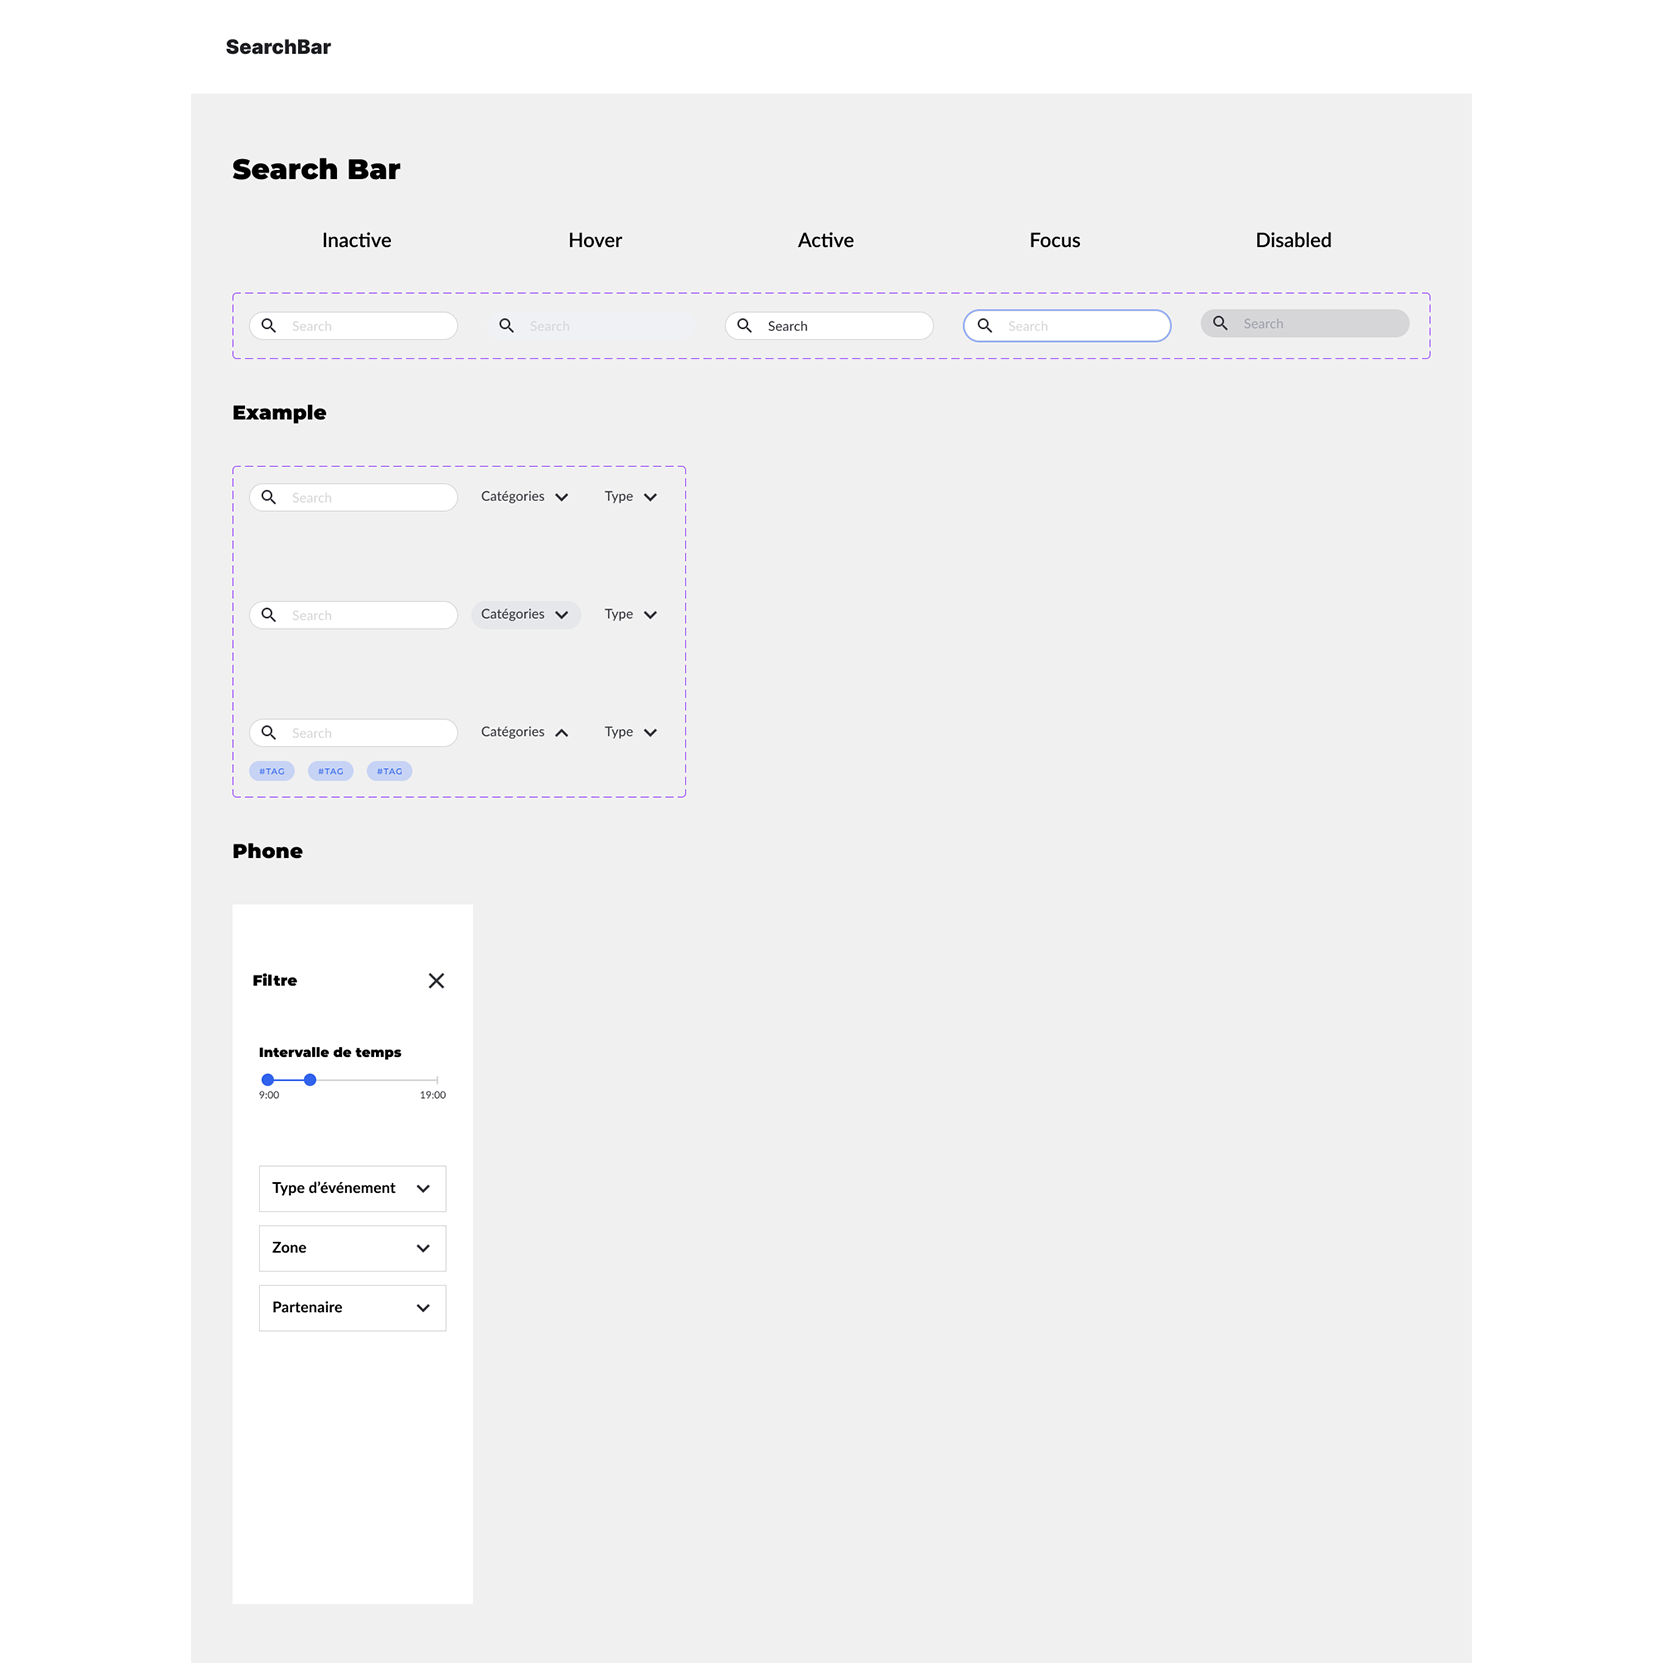 SearchBar
Search Bar
Inactive Hover Active Focus Disabled
Search Search Search Search Search
Example
Search Catégories Type
Search Catégories Type
Search Catégories Type
#TAG #TAG #TAG
Phone
Filtre
Intervalle de temps
9:00 19:00
Type d’événement
Zone
Partenaire